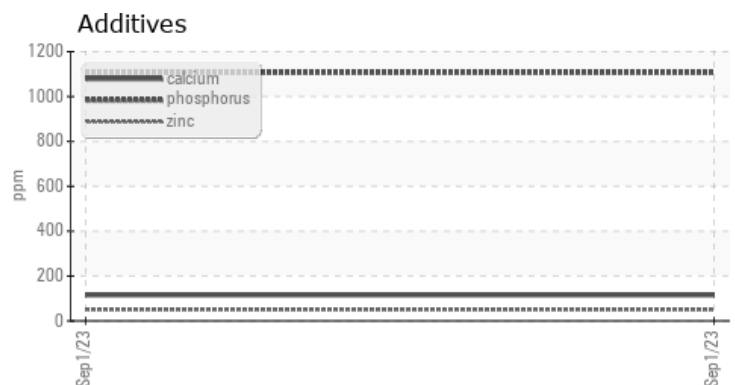 Additives
1200
1000
800
600
400
200
0
ppm
calcium
phosphorus
zinc
Sep1/23
Sep1/23